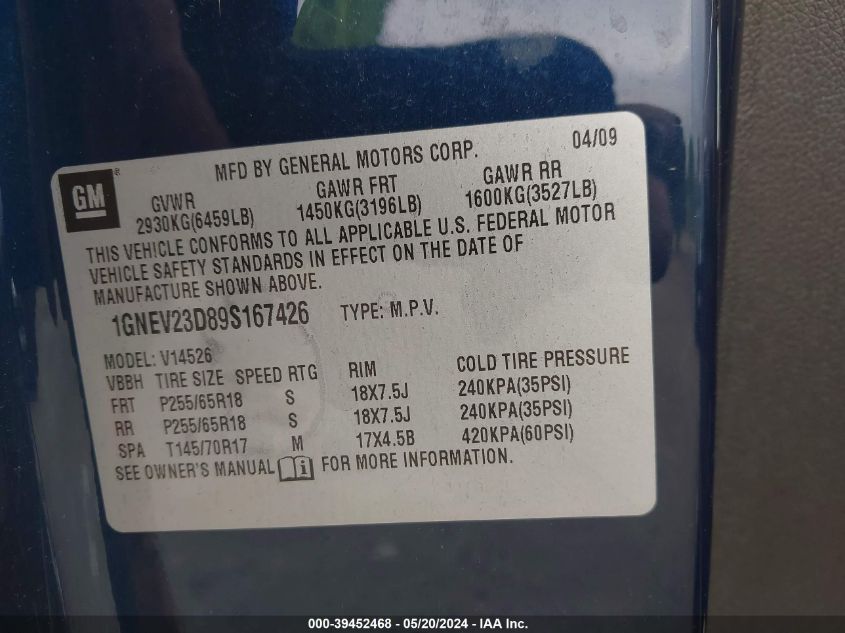 04/09
MFD BY GENERAL MOTORS CORP.
GM®
GVWR GAWR FRT GAWR RR
2930KG(6459LB) 1450KG(3196LB) 1600KG(3527LB)
THIS VEHICLE CONFORMS TO ALL APPLICABLE U.S. FEDERAL MOTOR
VEHICLE SAFETY STANDARDS IN EFFECT ON THE DATE OF
MANUFACTURE SHOWN ABOVE.
1GNEV23D89S167426 TYPE: M.P.V.
MODEL: V14526
VBBH TIRE SIZE SPEED RTG RIM COLD TIRE PRESSURE
FRT P255/65R18 S 18X7.5J 240KPA(35PSI)
RR P255/65R18 S 18X7.5J 240KPA(35PSI)
SPA T145/70R17 M 17X4.5B 420KPA(60PSI)
SEE OWNER'S MANUAL i FOR MORE INFORMATION.
000-39452468 - 05/20/2024 - IAA Inc.